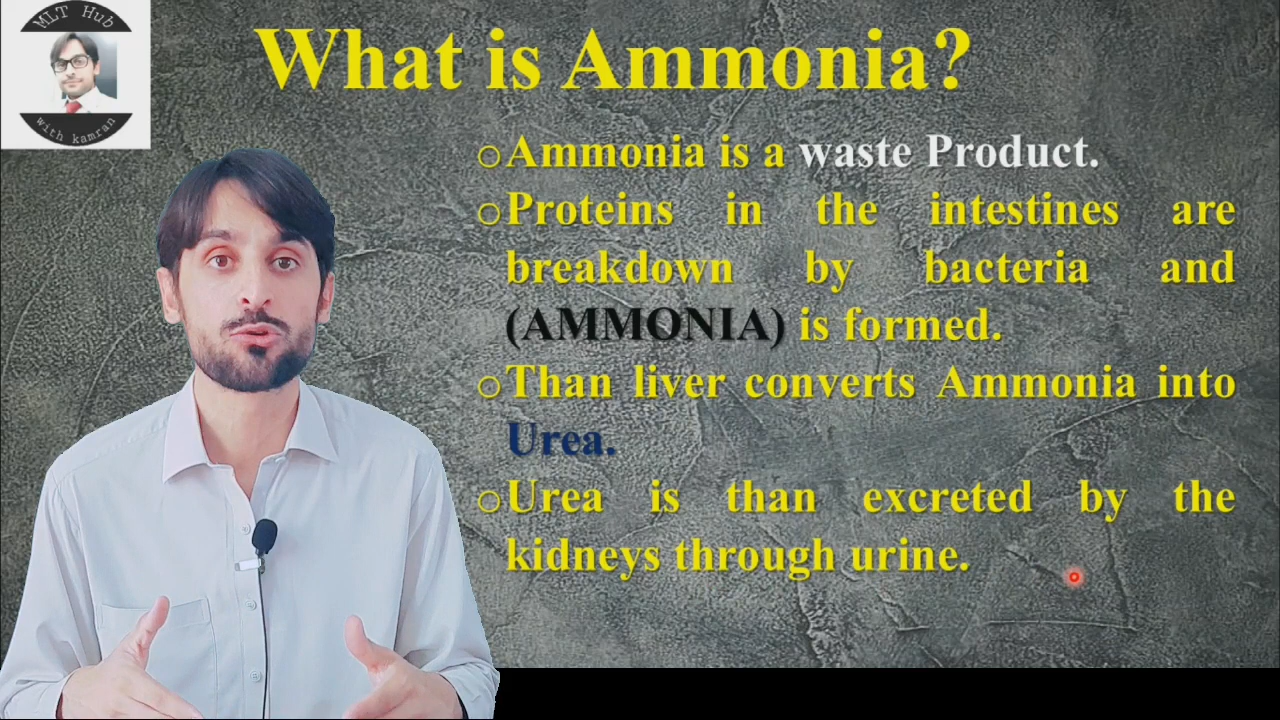 MLT Hub
with kamran
What is Ammonia?
Ammonia is a waste Product.
Proteins in the intestines are
breakdown by bacteria and
(AMMONIA) is formed.
Than liver converts Ammonia into
Urea.
Urea is than excreted by the
kidneys through urine.